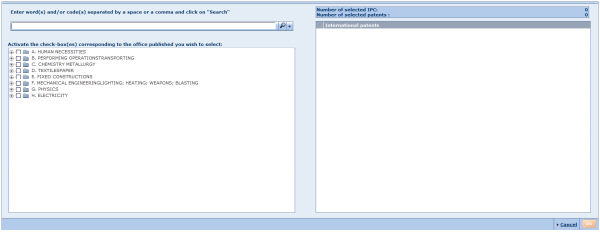 Enter word(s) and/or code(s) separated by a space or a comma and click on "Search"
Activate the check-box(es) corresponding to the office published you wish to select:
A. HUMAN NECESSITIES
B. PERFORMING OPERATIONSTRANSPORTING
C. CHEMISTRY METALLURGY
D. TEXTILESPAPER
E. FIXED CONSTRUCTIONS
F. MECHANICAL ENGINEERINGLIGHTING; HEATING; WEAPONS; BLASTING
G. PHYSICS
H. ELECTRICITY
Number of selected IPC: 0
Number of selected patents : 0
International patents
Cancel